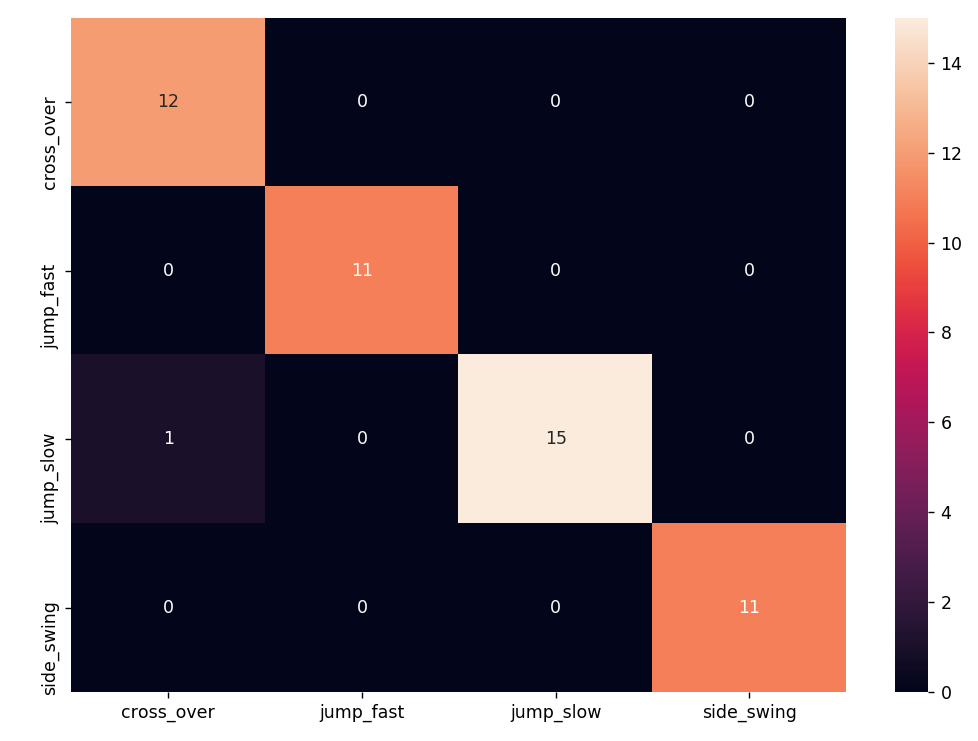 cross_over 12 0 0 0
jump_fast 0 11 0 0
jump_slow 1 0 15 0
side_swing 0 0 0 11
cross_over jump_fast jump_slow side_swing
14
12
10
8
6
4
2
0